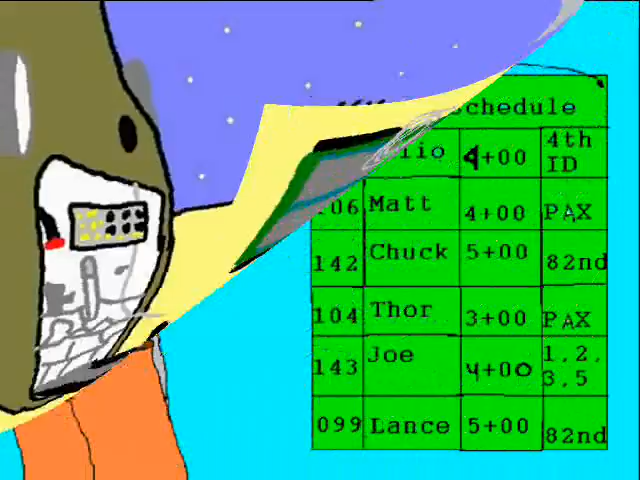 Schedule
iio 4+00 4th ID
106 Matt 4+00 PAX
142 Chuck 5+00 82nd
104 Thor 3+00 PAX
143 Joe 4+00 1,2, 3,5
099 Lance 5+00 82nd